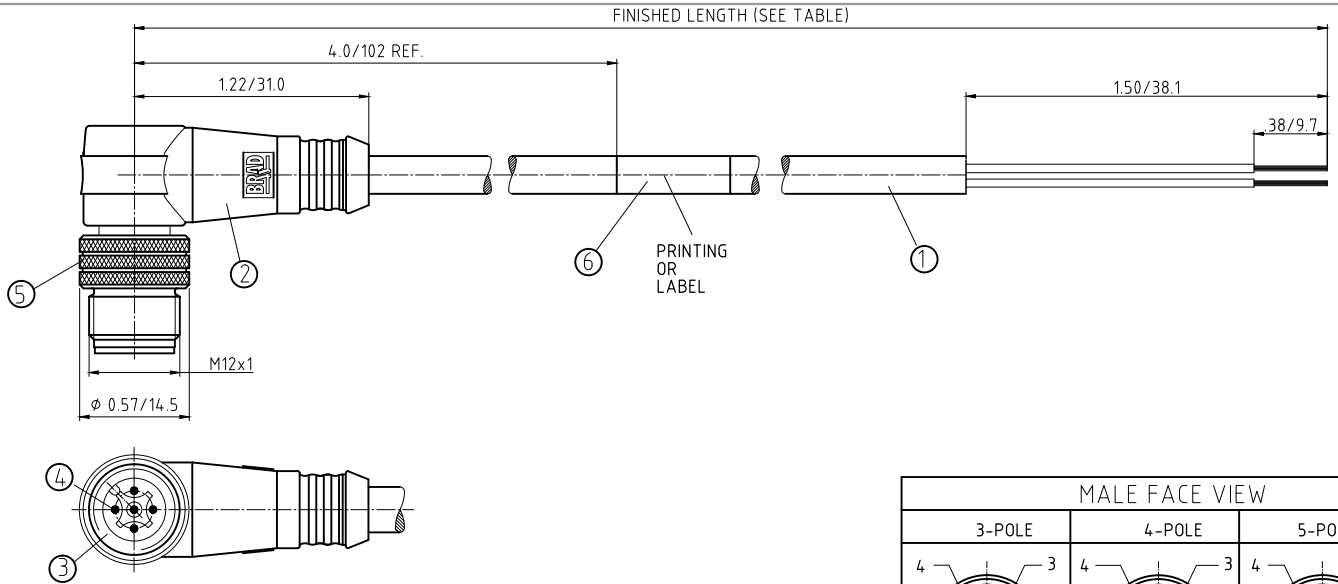 FINISHED LENGTH (SEE TABLE)
4.0/102 REF.
1.22/31.0
1.50/38.1
.38/9.7
BRAD
6
PRINTING
OR
LABEL
1
2
5
M12x1
φ 0.57/14.5
4
3
MALE FACE VIEW
3-POLE 4-POLE 5-PO
4 3 4 3 4